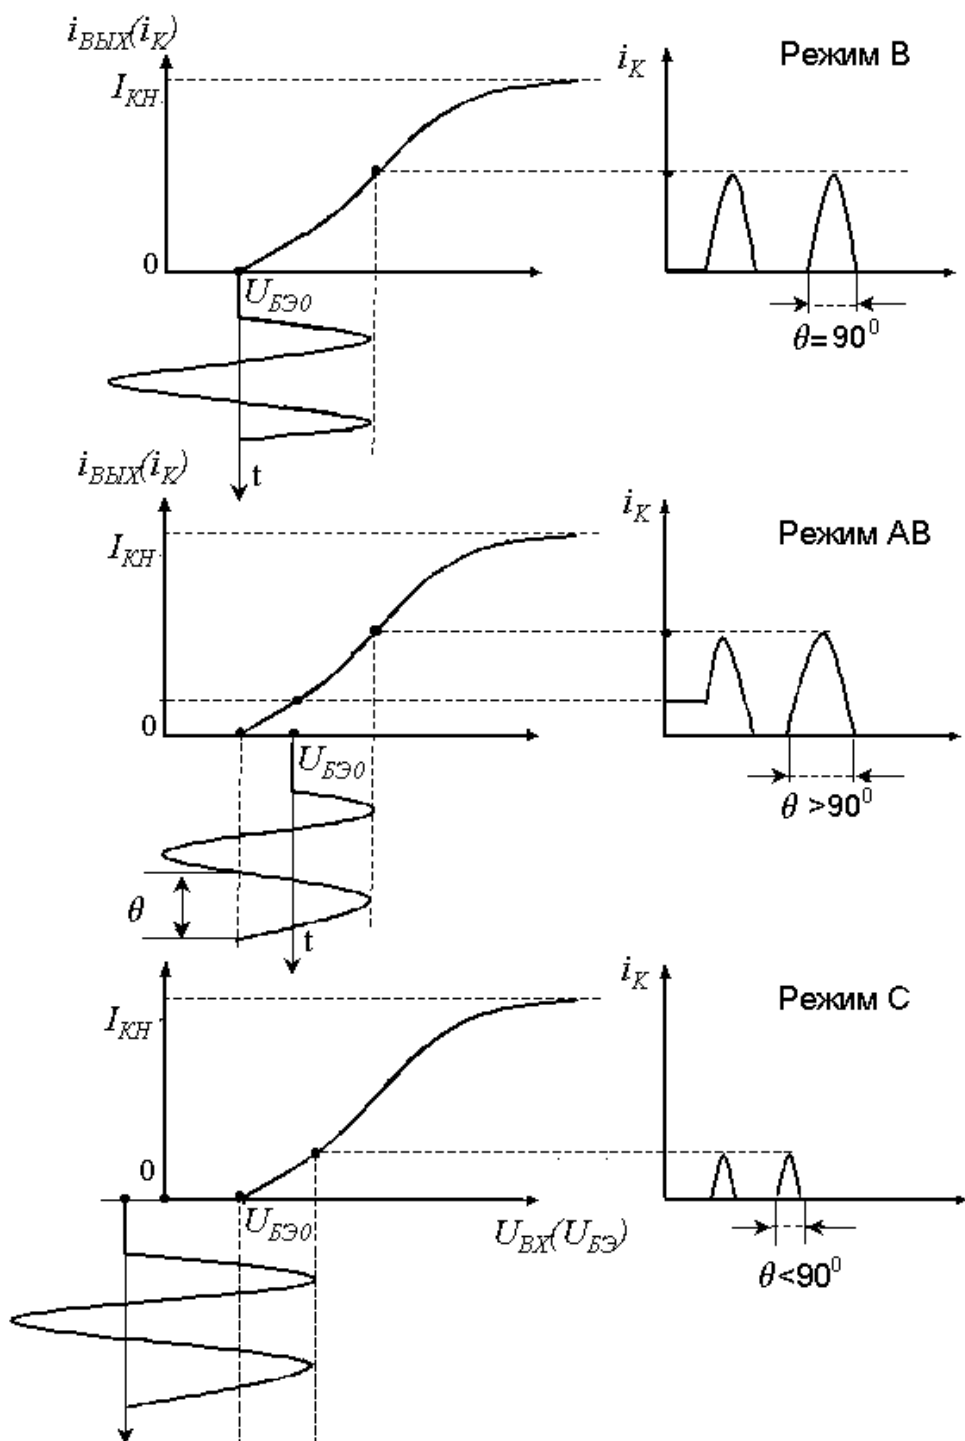 i_ВЫХ(i_К)
I_КН
0
U_БЭ0
t
i_К
Режим В
θ=90⁰
i_ВЫХ(i_К)
I_КН
0
U_БЭ0
θ
t
i_К
Режим АВ
θ >90⁰
I_КН
0
U_БЭ0
U_ВХ(U_БЭ)
i_К
Режим С
θ<90⁰